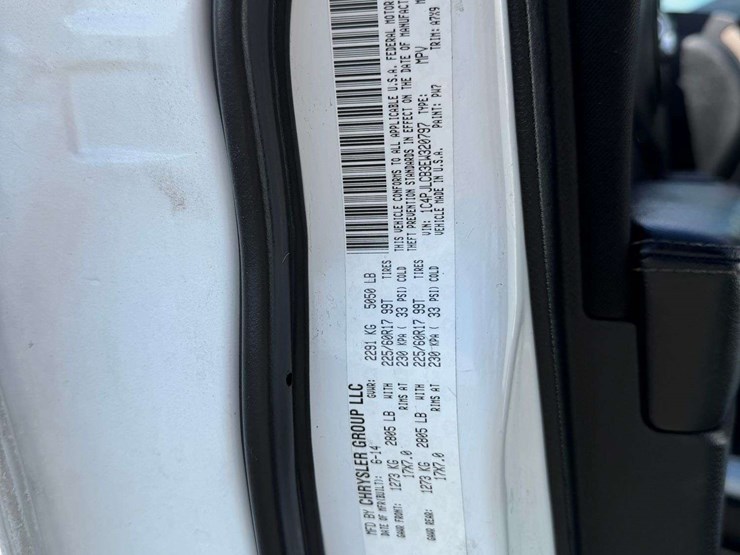 MFD BY CHRYSLER GROUP LLC
DATE OF MFR(BUILT): 6-14 GVWR: 2291 KG 5050 LB
GAWR FRONT: 1273 KG 2805 LB WITH 225/60R17 99T TIRES
17X7.0 RIMS AT 230 KPA ( 33 PSI) COLD
GAWR REAR: 1273 KG 2805 LB WITH 225/60R17 99T TIRES
17X7.0 RIMS AT 230 KPA ( 33 PSI) COLD
THIS VEHICLE CONFORMS TO ALL APPLICABLE U.S.A. FEDERAL MOTOR
THEFT PREVENTION STANDARDS IN EFFECT ON THE DATE OF MANUFACT
VIN: 1C4PJLCB3EW320797 TYPE: MPV
VEHICLE MADE IN U.S.A. PAINT: PW7 TRIM: A7X9